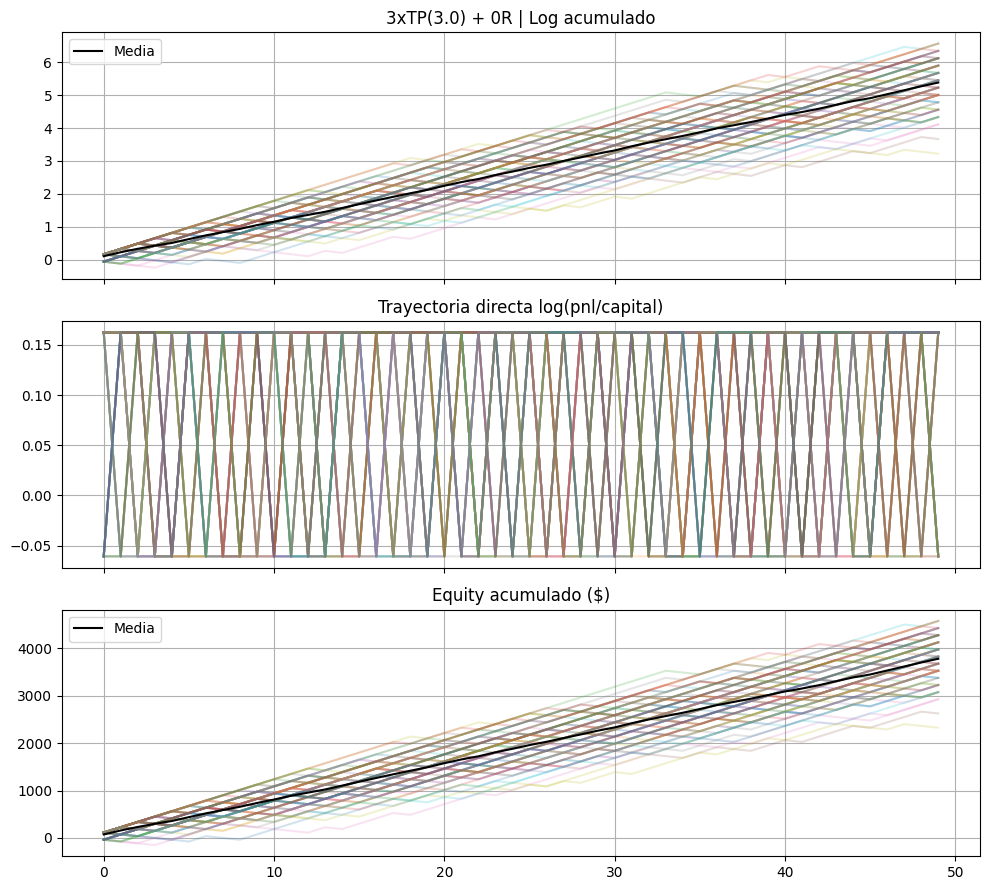 3xTP(3.0) + 0R | Log acumulado
Media
6
5
4
3
2
1
0
Trayectoria directa log(pnl/capital)
0.15
0.10
0.05
0.00
−0.05
Equity acumulado ($)
Media
4000
3000
2000
1000
0
0 10 20 30 40 50